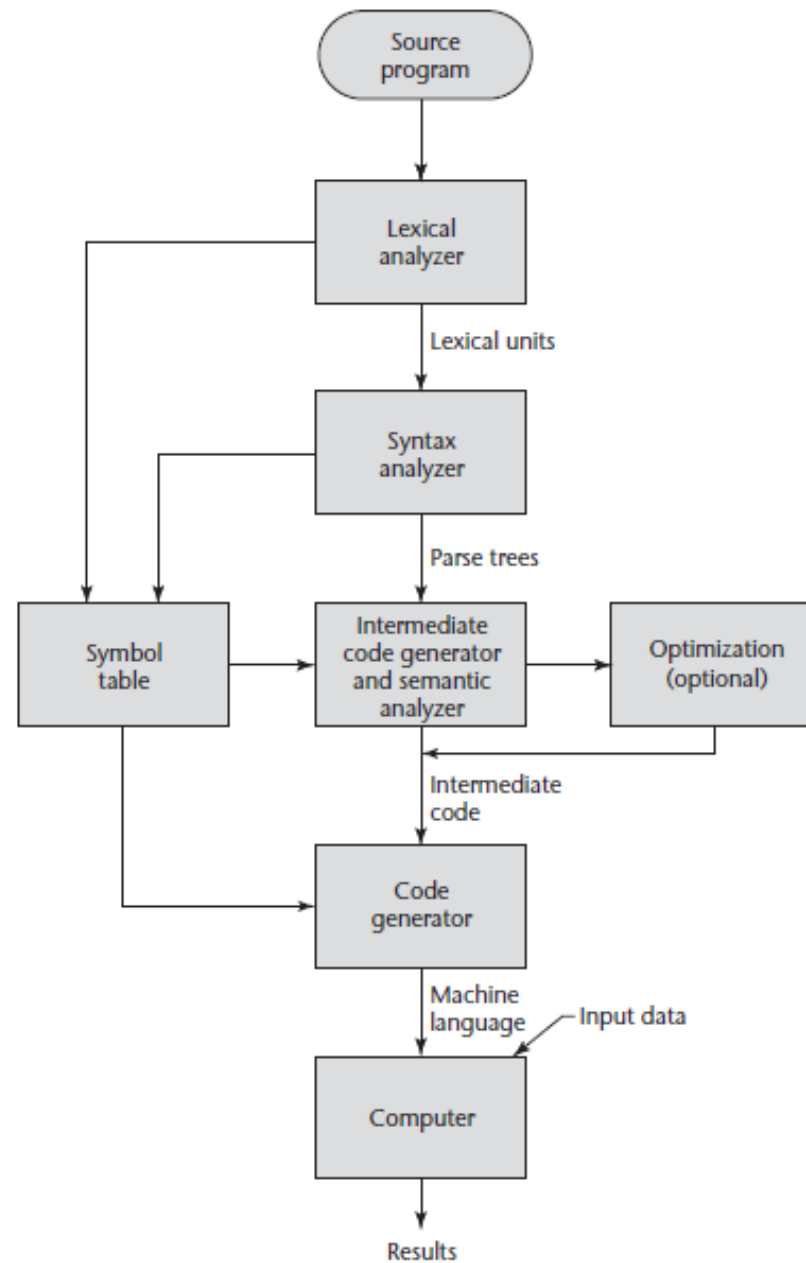 Source
program
Lexical
analyzer
Lexical units
Syntax
analyzer
Parse trees
Symbol
table
Intermediate
code generator
and semantic
analyzer
Optimization
(optional)
Intermediate
code
Code
generator
Machine
language
Input data
Computer
Results